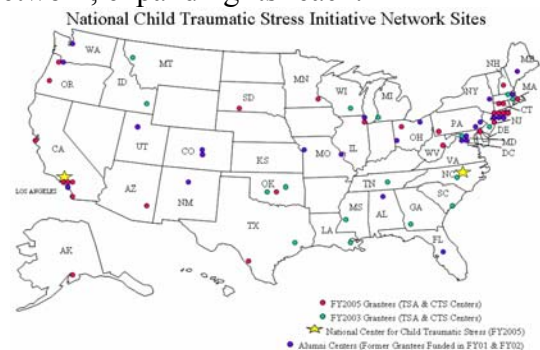 National Child Traumatic Stress Initiative Network Sites
WA
MT
OR
ID
MN
NH
ME
SD
WI
MI
NY
MA
CT
PA
NJ
DE
MD
DC
CA
UT
CO
KS
MO
IL
OH
WV
VA
LOS ANGELES
AZ
NM
OK
TN
NC
SC
TX
LA
MS
AL
GA
FL
AK
FY2005 Grantees (TSA & CTS Centers)
FY2003 Grantees (TSA & CTS Centers)
National Center for Child Traumatic Stress (FY2005)
Alumni Centers (Former Grantees Funded in FY01 & FY02)